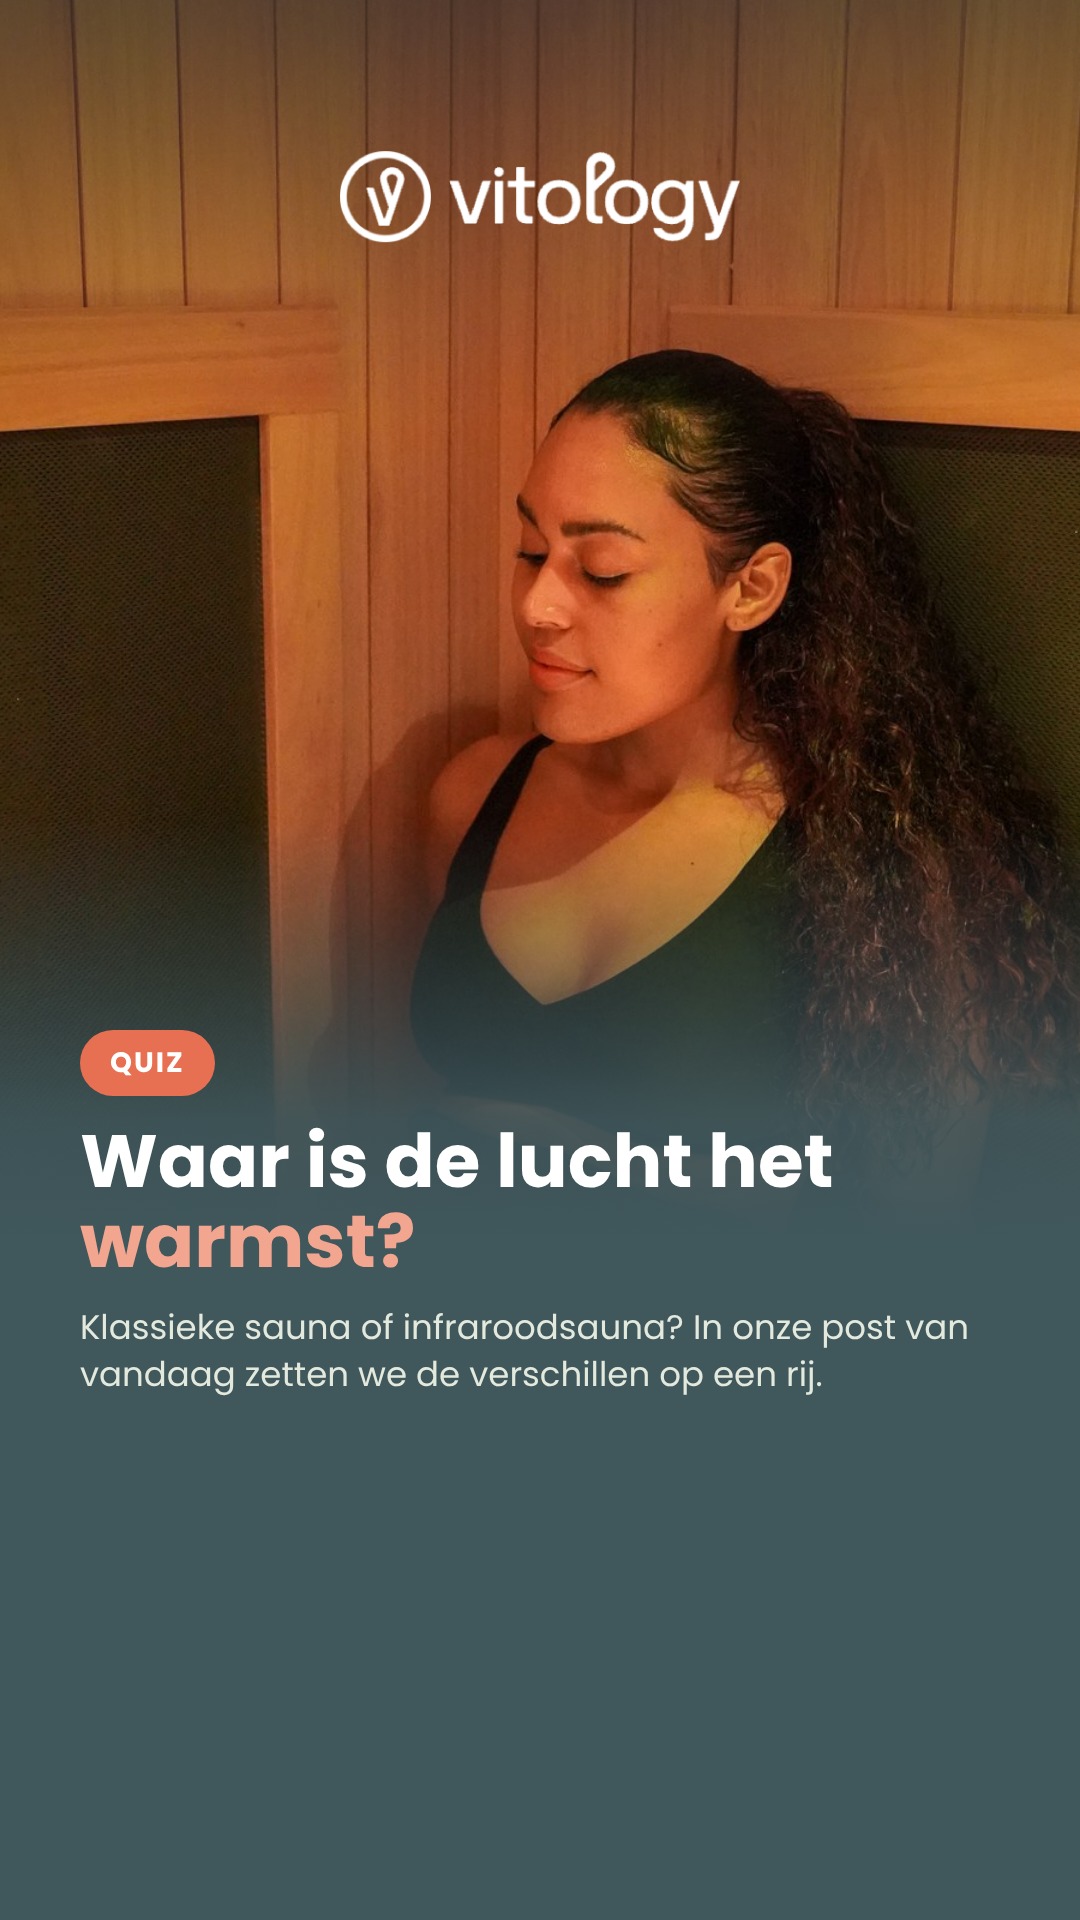 vitology
QUIZ
Waar is de lucht het
warmst?
Klassieke sauna of infraroodsauna? In onze post van
vandaag zetten we de verschillen op een rij.